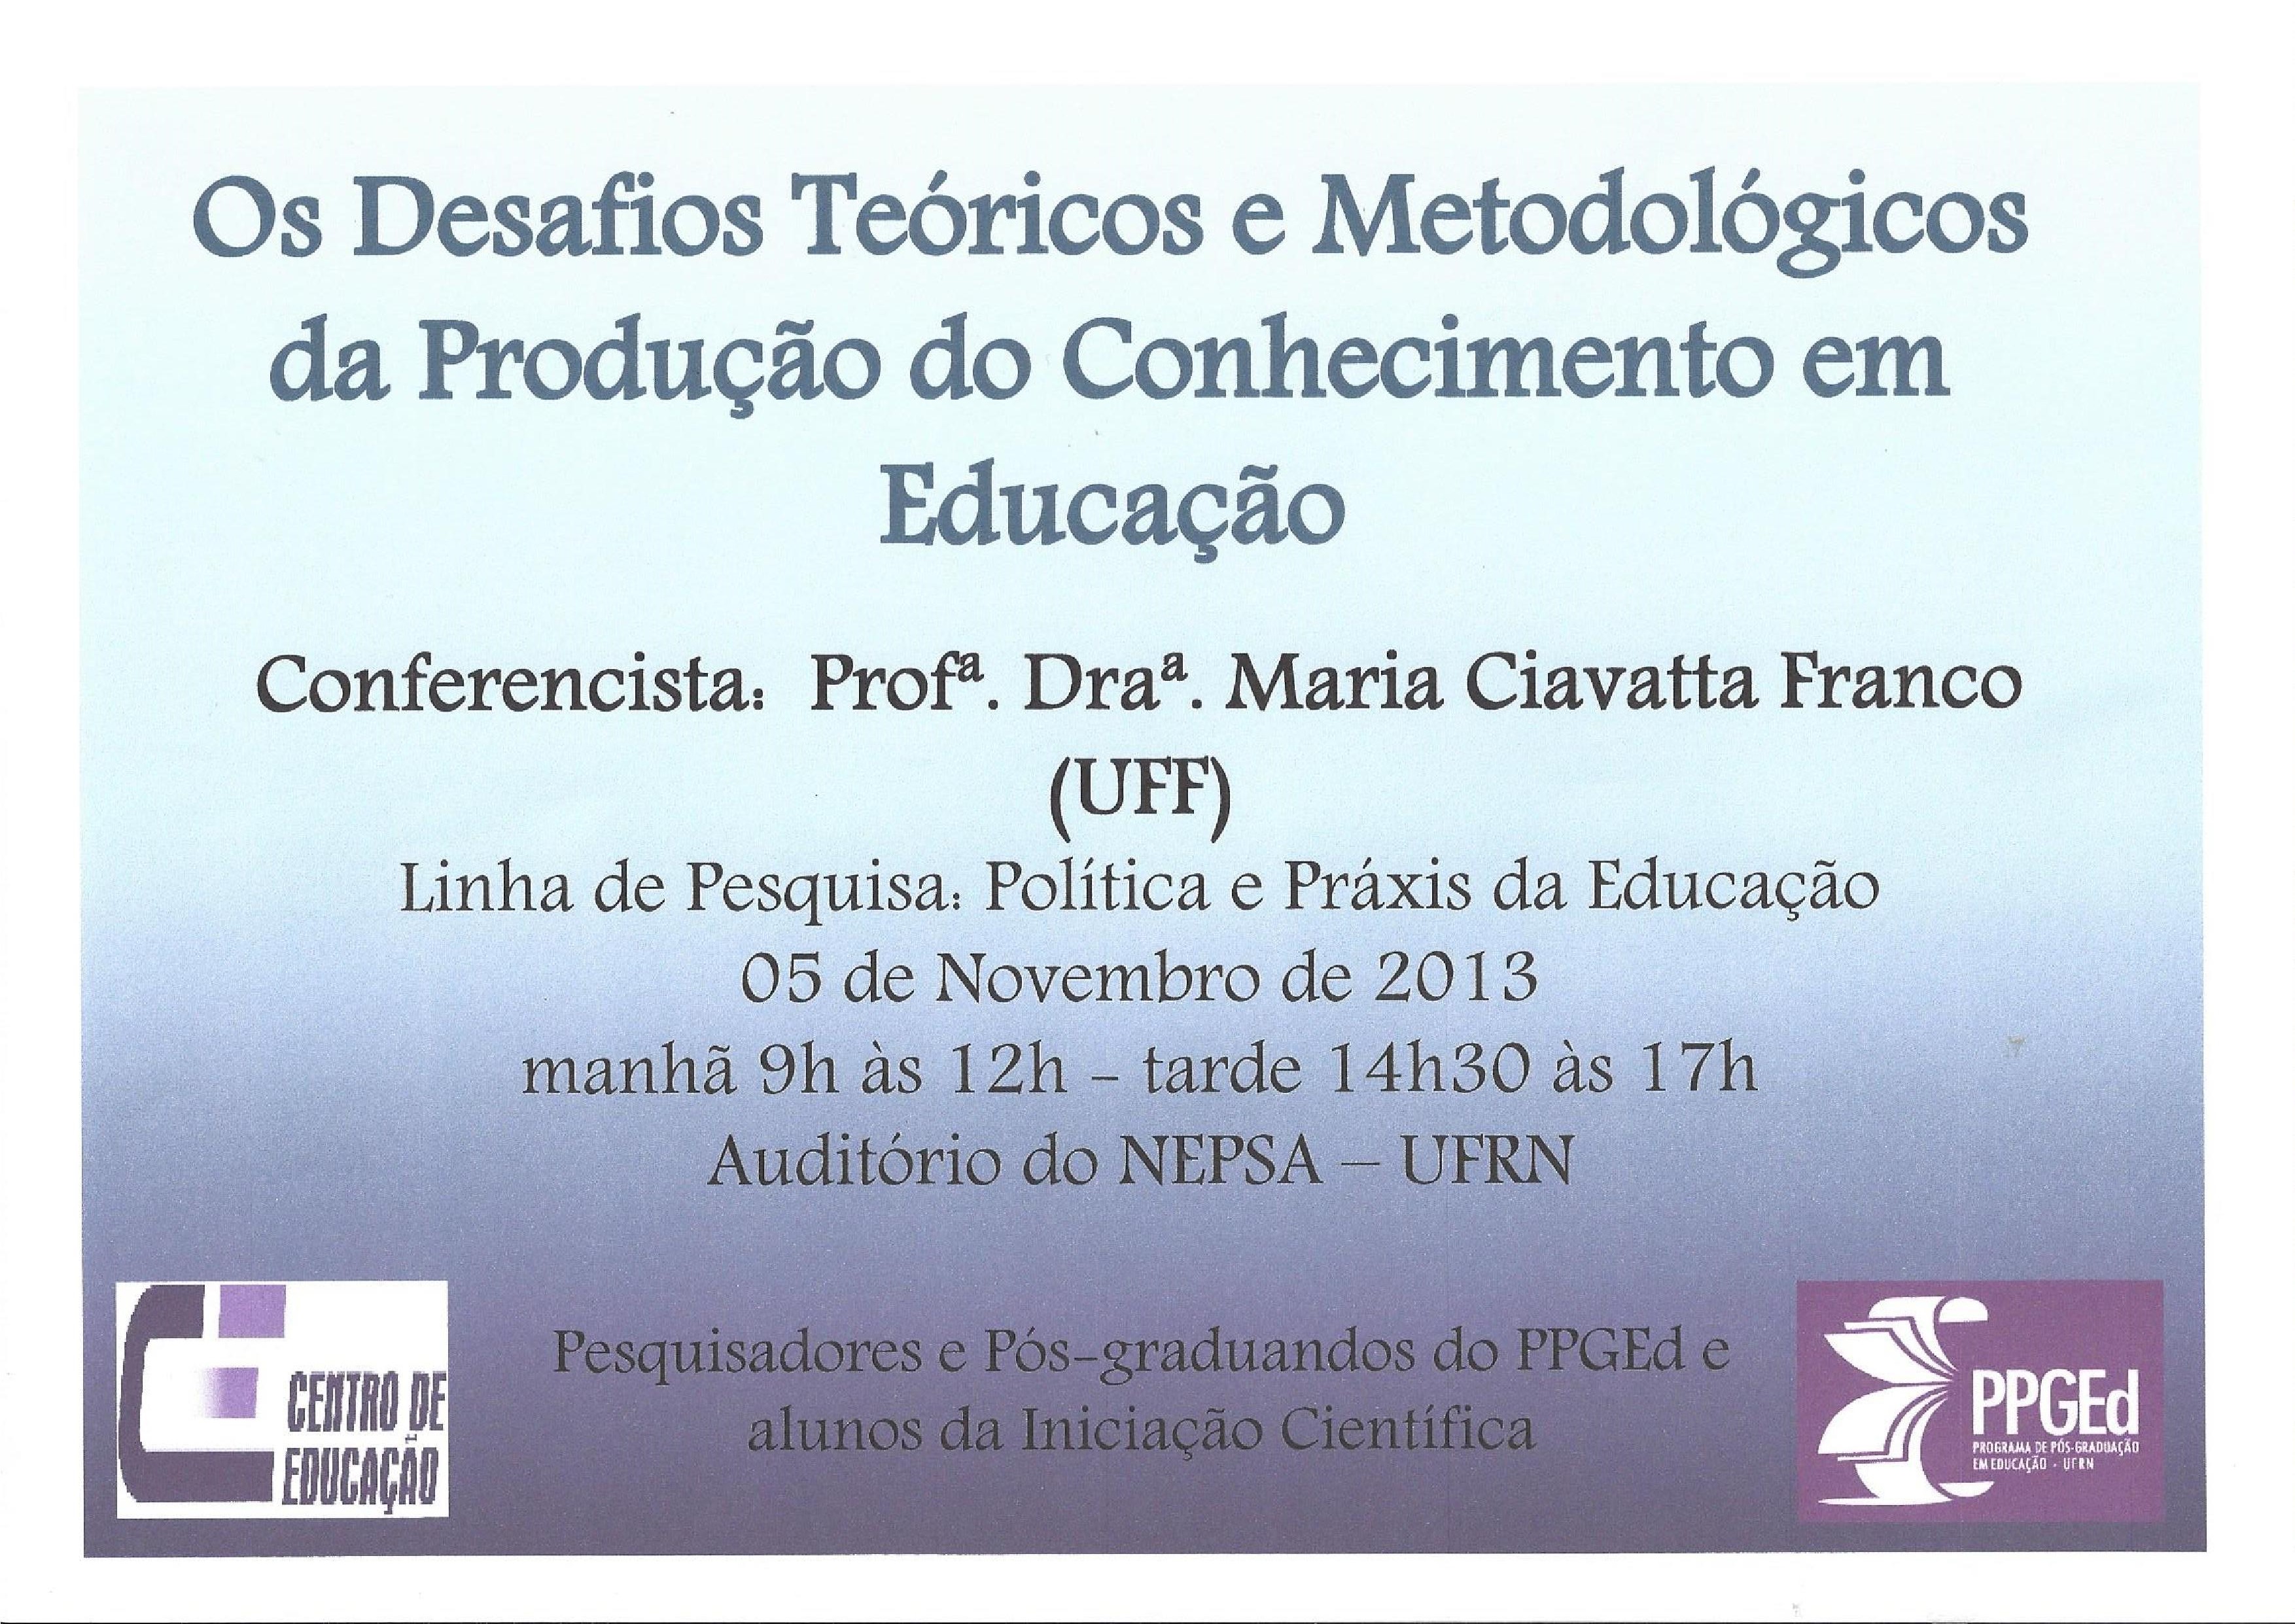 Os Desafios Teóricos e Metodológicos
da Produção do Conhecimento em
Educação
Conferencista: Profª. Draª. Maria Ciavatta Franco
(UFF)
Linha de Pesquisa: Política e Práxis da Educação
05 de Novembro de 2013
manhã 9h às 12h - tarde 14h30 às 17h
Auditório do NEPSA – UFRN
Pesquisadores e Pós-graduandos do PPGEd e
alunos da Iniciação Científica
CENTRO DE
EDUCAÇÃO
PPGEd
PROGRAMA DE PÓS-GRADUAÇÃO
EM EDUCAÇÃO - UFRN